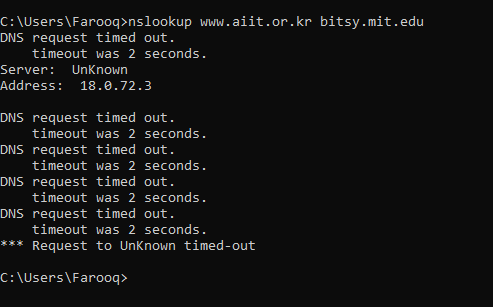 C:\Users\Farooq>nslookup www.aiit.or.kr bitsy.mit.edu
DNS request timed out.
    timeout was 2 seconds.
Server:  UnKnown
Address:  18.0.72.3

DNS request timed out.
    timeout was 2 seconds.
DNS request timed out.
    timeout was 2 seconds.
DNS request timed out.
    timeout was 2 seconds.
DNS request timed out.
    timeout was 2 seconds.
*** Request to UnKnown timed-out

C:\Users\Farooq>